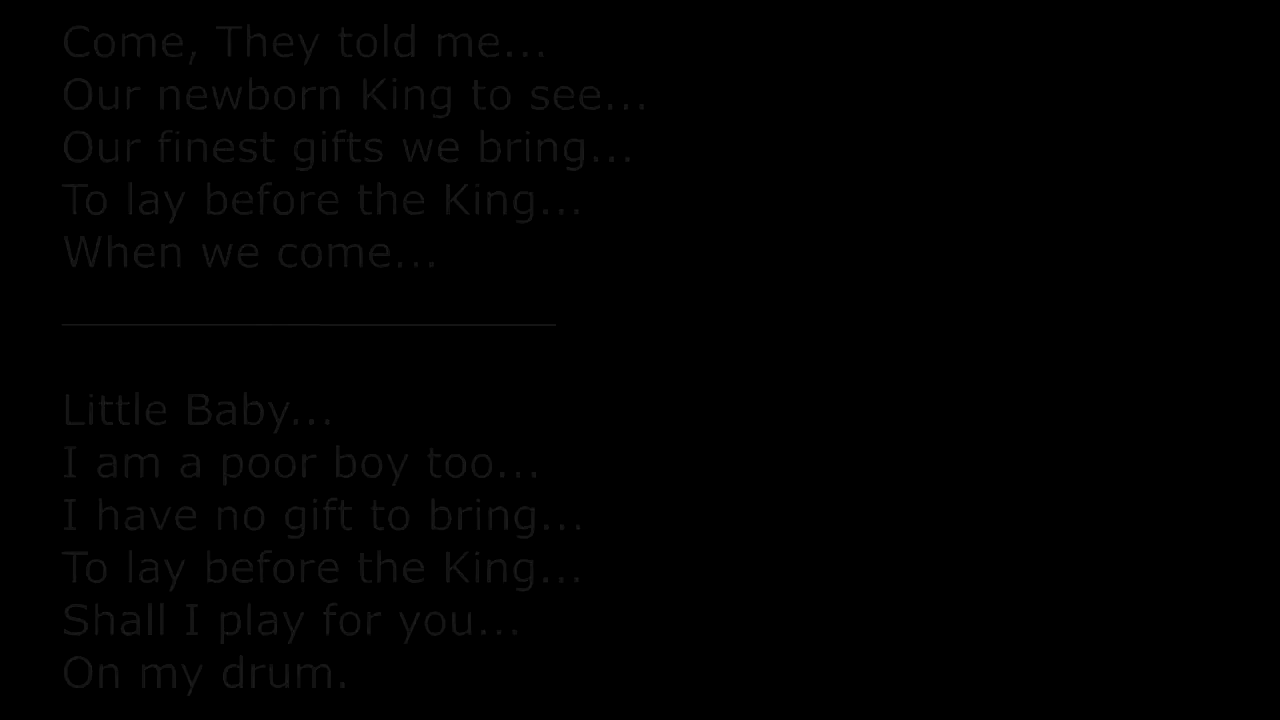 Come, They told me...
Our newborn King to see...
Our finest gifts we bring...
To lay before the King...
When we come...
Little Baby...
I am a poor boy too...
I have no gift to bring...
To lay before the King...
Shall I play for you...
On my drum.